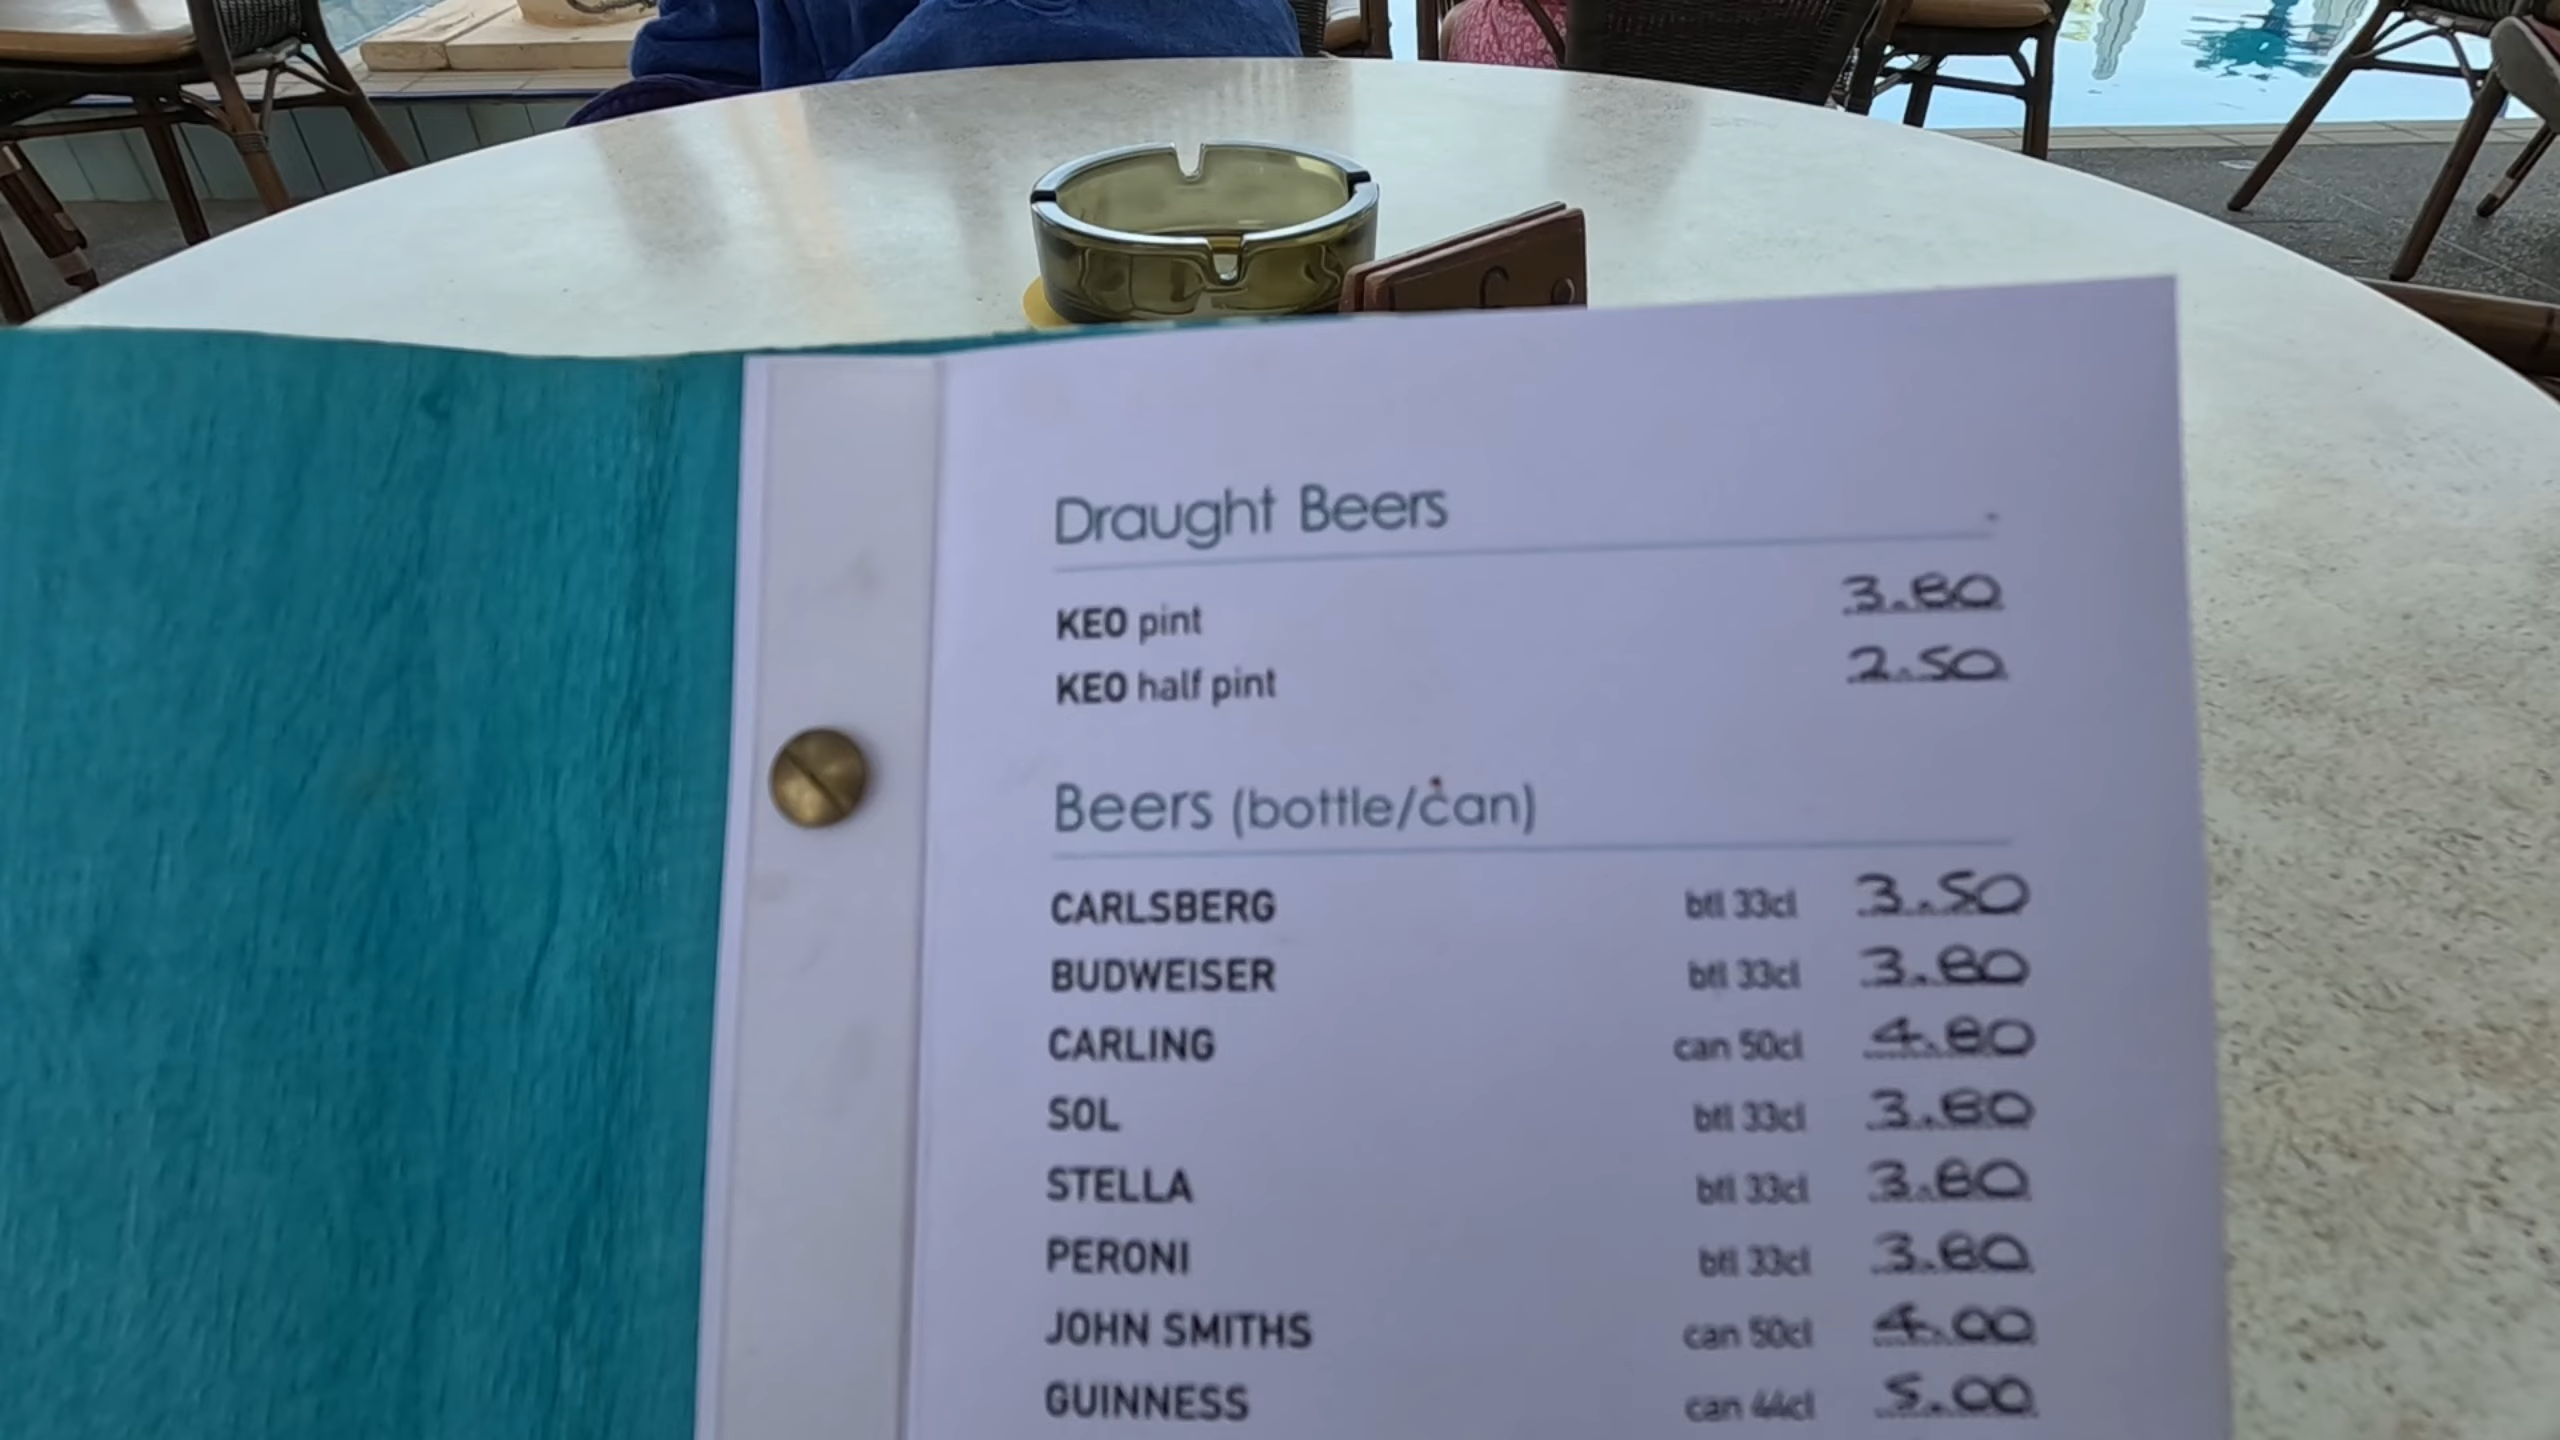 Draught Beers
KEO pint 3.80
KEO half pint 2.50
Beers (bottle/can)
CARLSBERG btl 33cl 3.50
BUDWEISER btl 33cl 3.80
CARLING can 50cl 4.80
SOL btl 33cl 3.80
STELLA btl 33cl 3.80
PERONI btl 33cl 3.80
JOHN SMITHS can 50cl 4.00
GUINNESS can 44cl 5.00